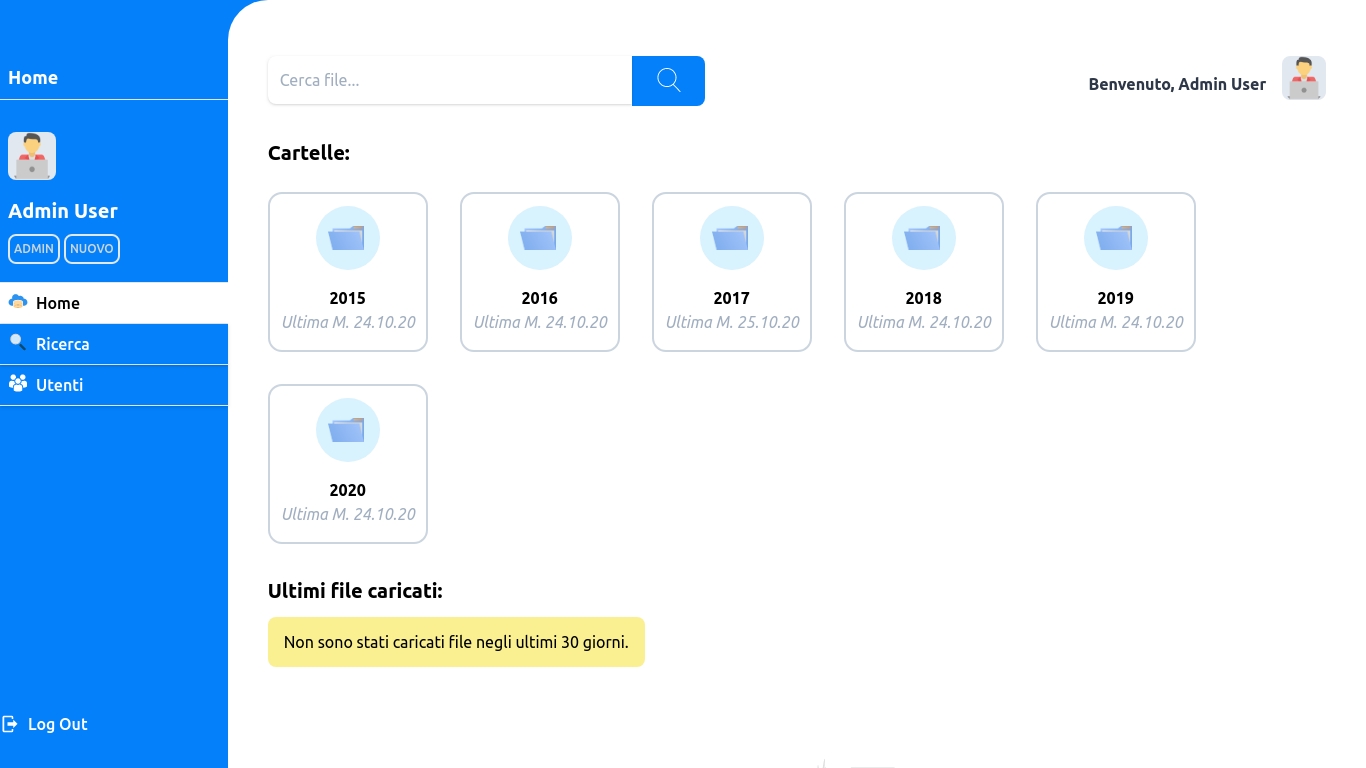 Home
Admin User
ADMIN NUOVO
Home
Ricerca
Utenti
Log Out
Cerca file...
Benvenuto, Admin User
Cartelle:
2015
Ultima M. 24.10.20
2016
Ultima M. 24.10.20
2017
Ultima M. 25.10.20
2018
Ultima M. 24.10.20
2019
Ultima M. 24.10.20
2020
Ultima M. 24.10.20
Ultimi file caricati:
Non sono stati caricati file negli ultimi 30 giorni.